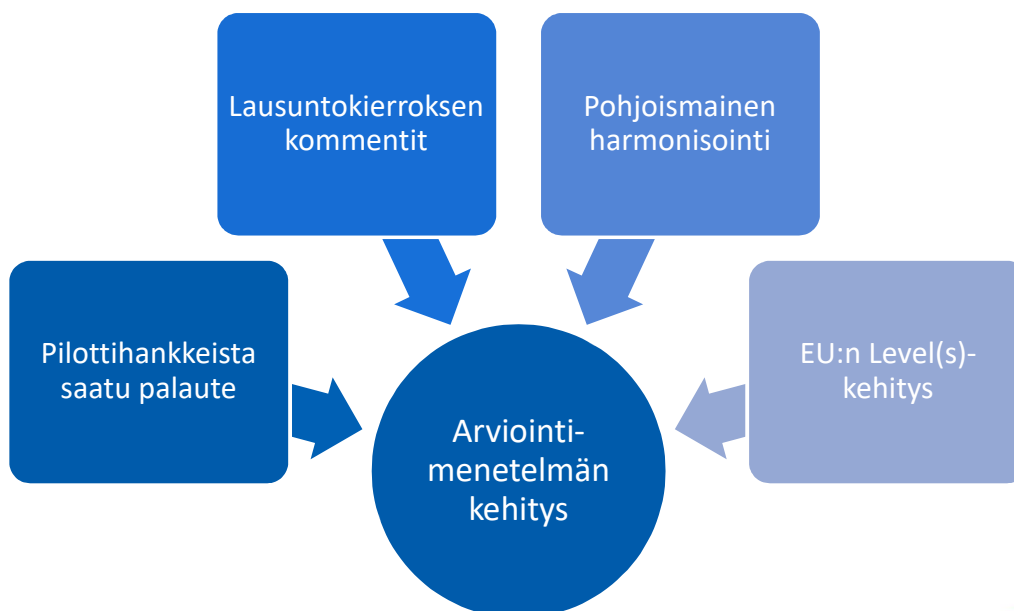 Lausuntokierroksen
kommentit
Pohjoismainen
harmonisointi
Pilottihankkeista
saatu palaute
EU:n Level(s)-
kehitys
Arviointi-
menetelmän
kehitys